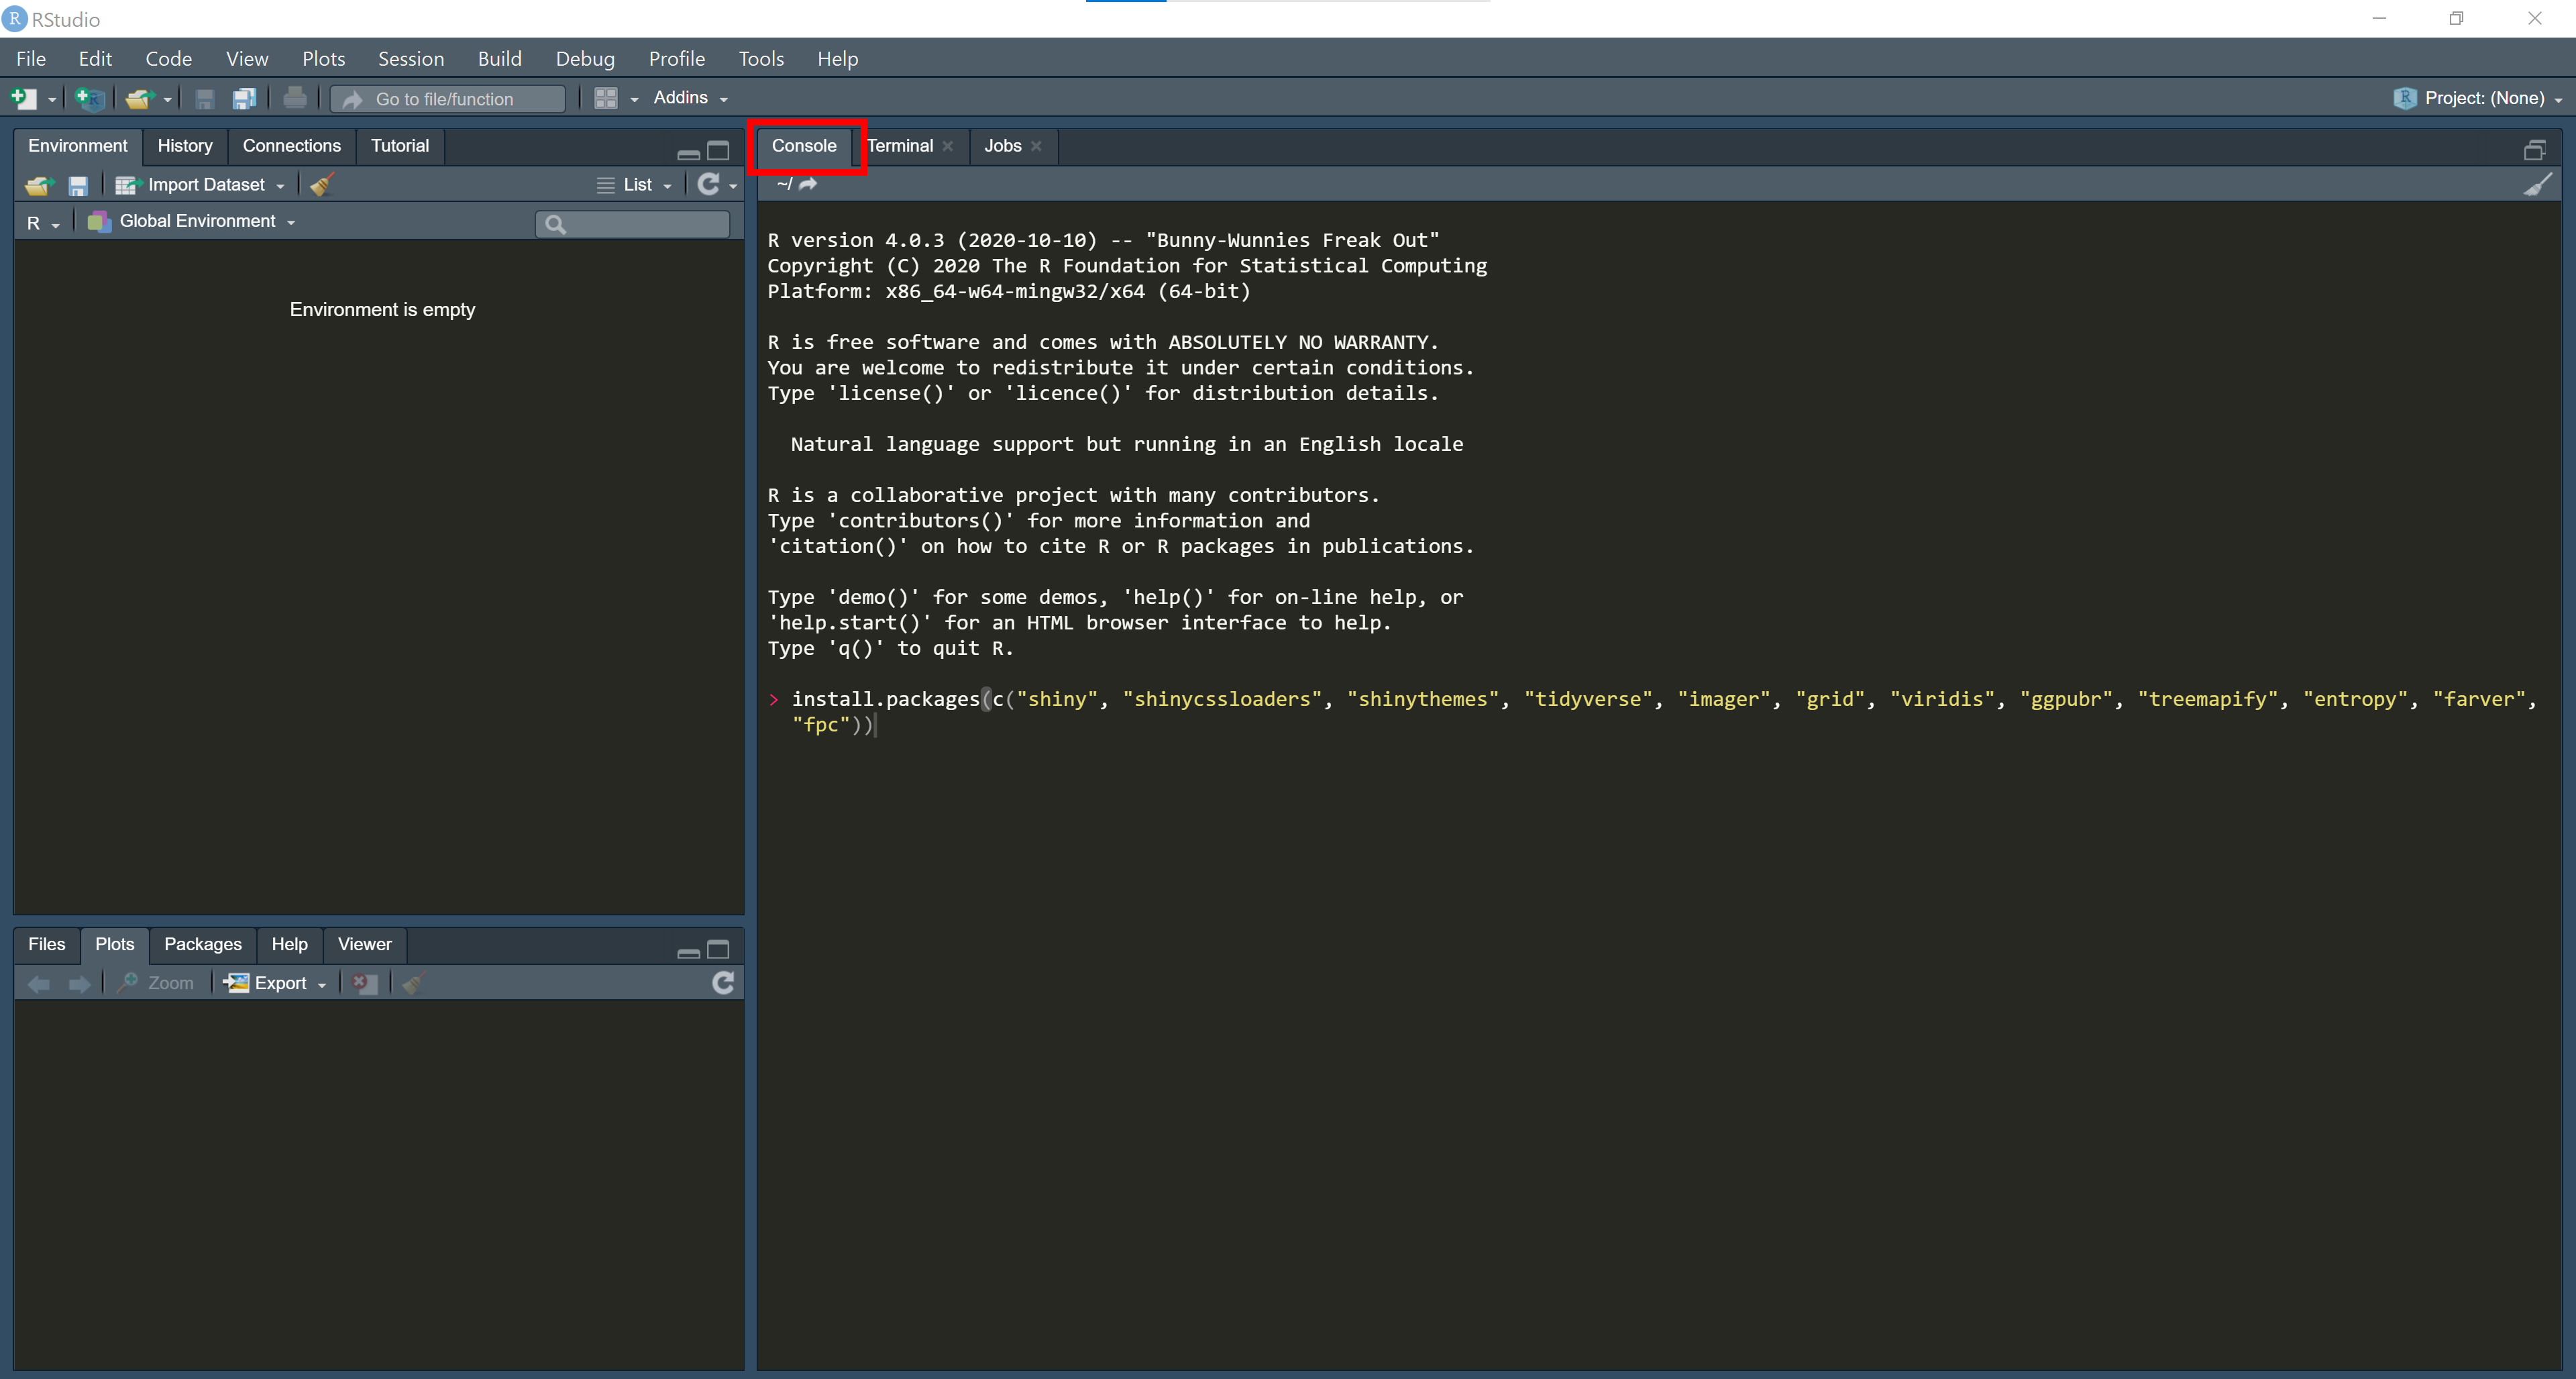 RStudio
File Edit Code View Plots Session Build Debug Profile Tools Help
Go to file/function Addins Project: (None)
Environment History Connections Tutorial
Import Dataset List
R Global Environment
Environment is empty
Files Plots Packages Help Viewer
Zoom Export
Console Terminal Jobs
~/
R version 4.0.3 (2020-10-10) -- "Bunny-Wunnies Freak Out"
Copyright (C) 2020 The R Foundation for Statistical Computing
Platform: x86_64-w64-mingw32/x64 (64-bit)
R is free software and comes with ABSOLUTELY NO WARRANTY.
You are welcome to redistribute it under certain conditions.
Type 'license()' or 'licence()' for distribution details.
Natural language support but running in an English locale
R is a collaborative project with many contributors.
Type 'contributors()' for more information and
'citation()' on how to cite R or R packages in publications.
Type 'demo()' for some demos, 'help()' for on-line help, or
'help.start()' for an HTML browser interface to help.
Type 'q()' to quit R.
> install.packages(c("shiny", "shinycssloaders", "shinythemes", "tidyverse", "imager", "grid", "viridis", "ggpubr", "treemapify", "entropy", "farver",
"fpc"))